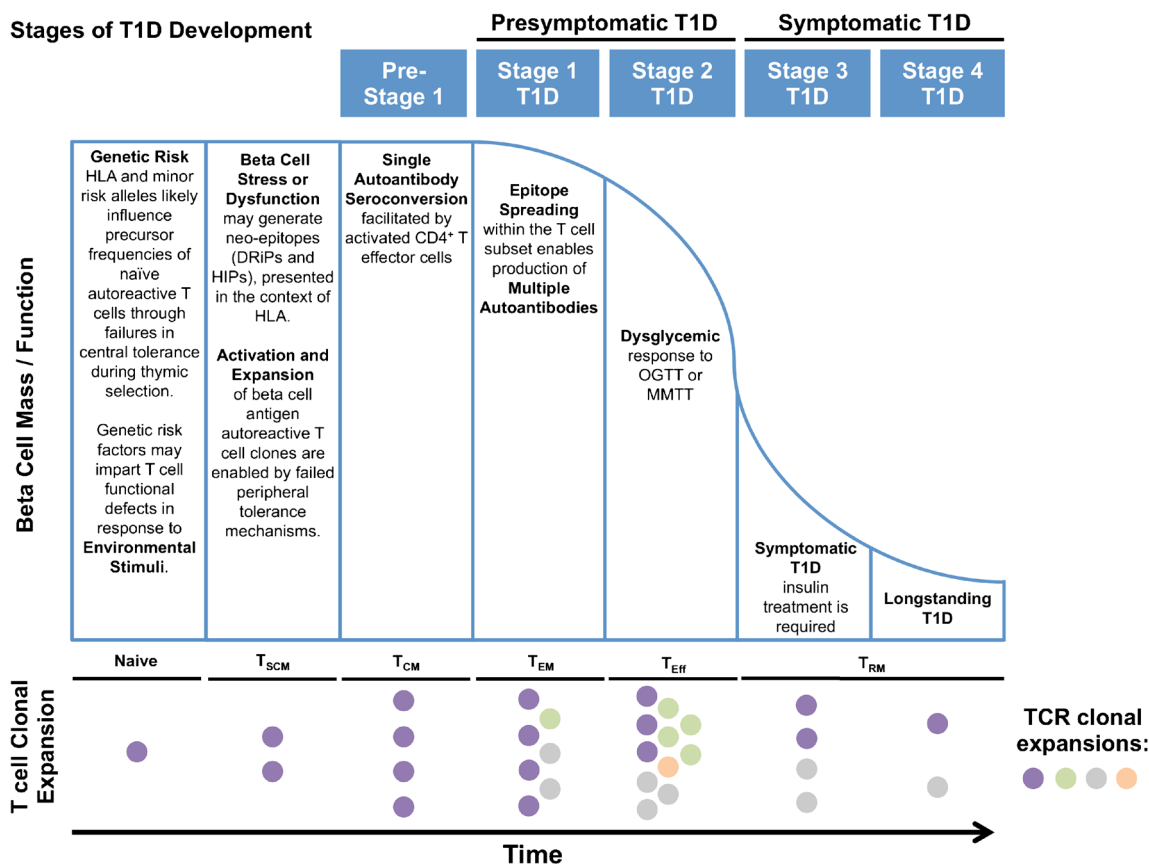 Stages of T1D Development
Presymptomatic T1D
Symptomatic T1D
Pre-
Stage 1
Stage 1
T1D
Stage 2
T1D
Stage 3
T1D
Stage 4
T1D
Beta Cell Mass / Function
Genetic Risk
HLA and minor
risk alleles likely
influence
precursor
frequencies of
naïve
autoreactive T
cells through
failures in
central tolerance
during thymic
selection.
Genetic risk
factors may
impart T cell
functional
defects in
response to
Environmental
Stimuli.
Beta Cell
Stress or
Dysfunction
may generate
neo-epitopes
(DRiPs and
HIPs), presented
in the context of
HLA.
Activation and
Expansion
of beta cell
antigen
autoreactive T
cell clones are
enabled by failed
peripheral
tolerance
mechanisms.
Single
Autoantibody
Seroconversion
facilitated by
activated CD4⁺ T
effector cells
Epitope
Spreading
within the T cell
subset enables
production of
Multiple
Autoantibodies
Dysglycemic
response to
OGTT or
MMTT
Symptomatic
T1D
insulin
treatment is
required
Longstanding
T1D
T cell Clonal
Expansion
Naive
TSCM
TCM
TEM
TEff
TRM
TCR clonal
expansions:
Time